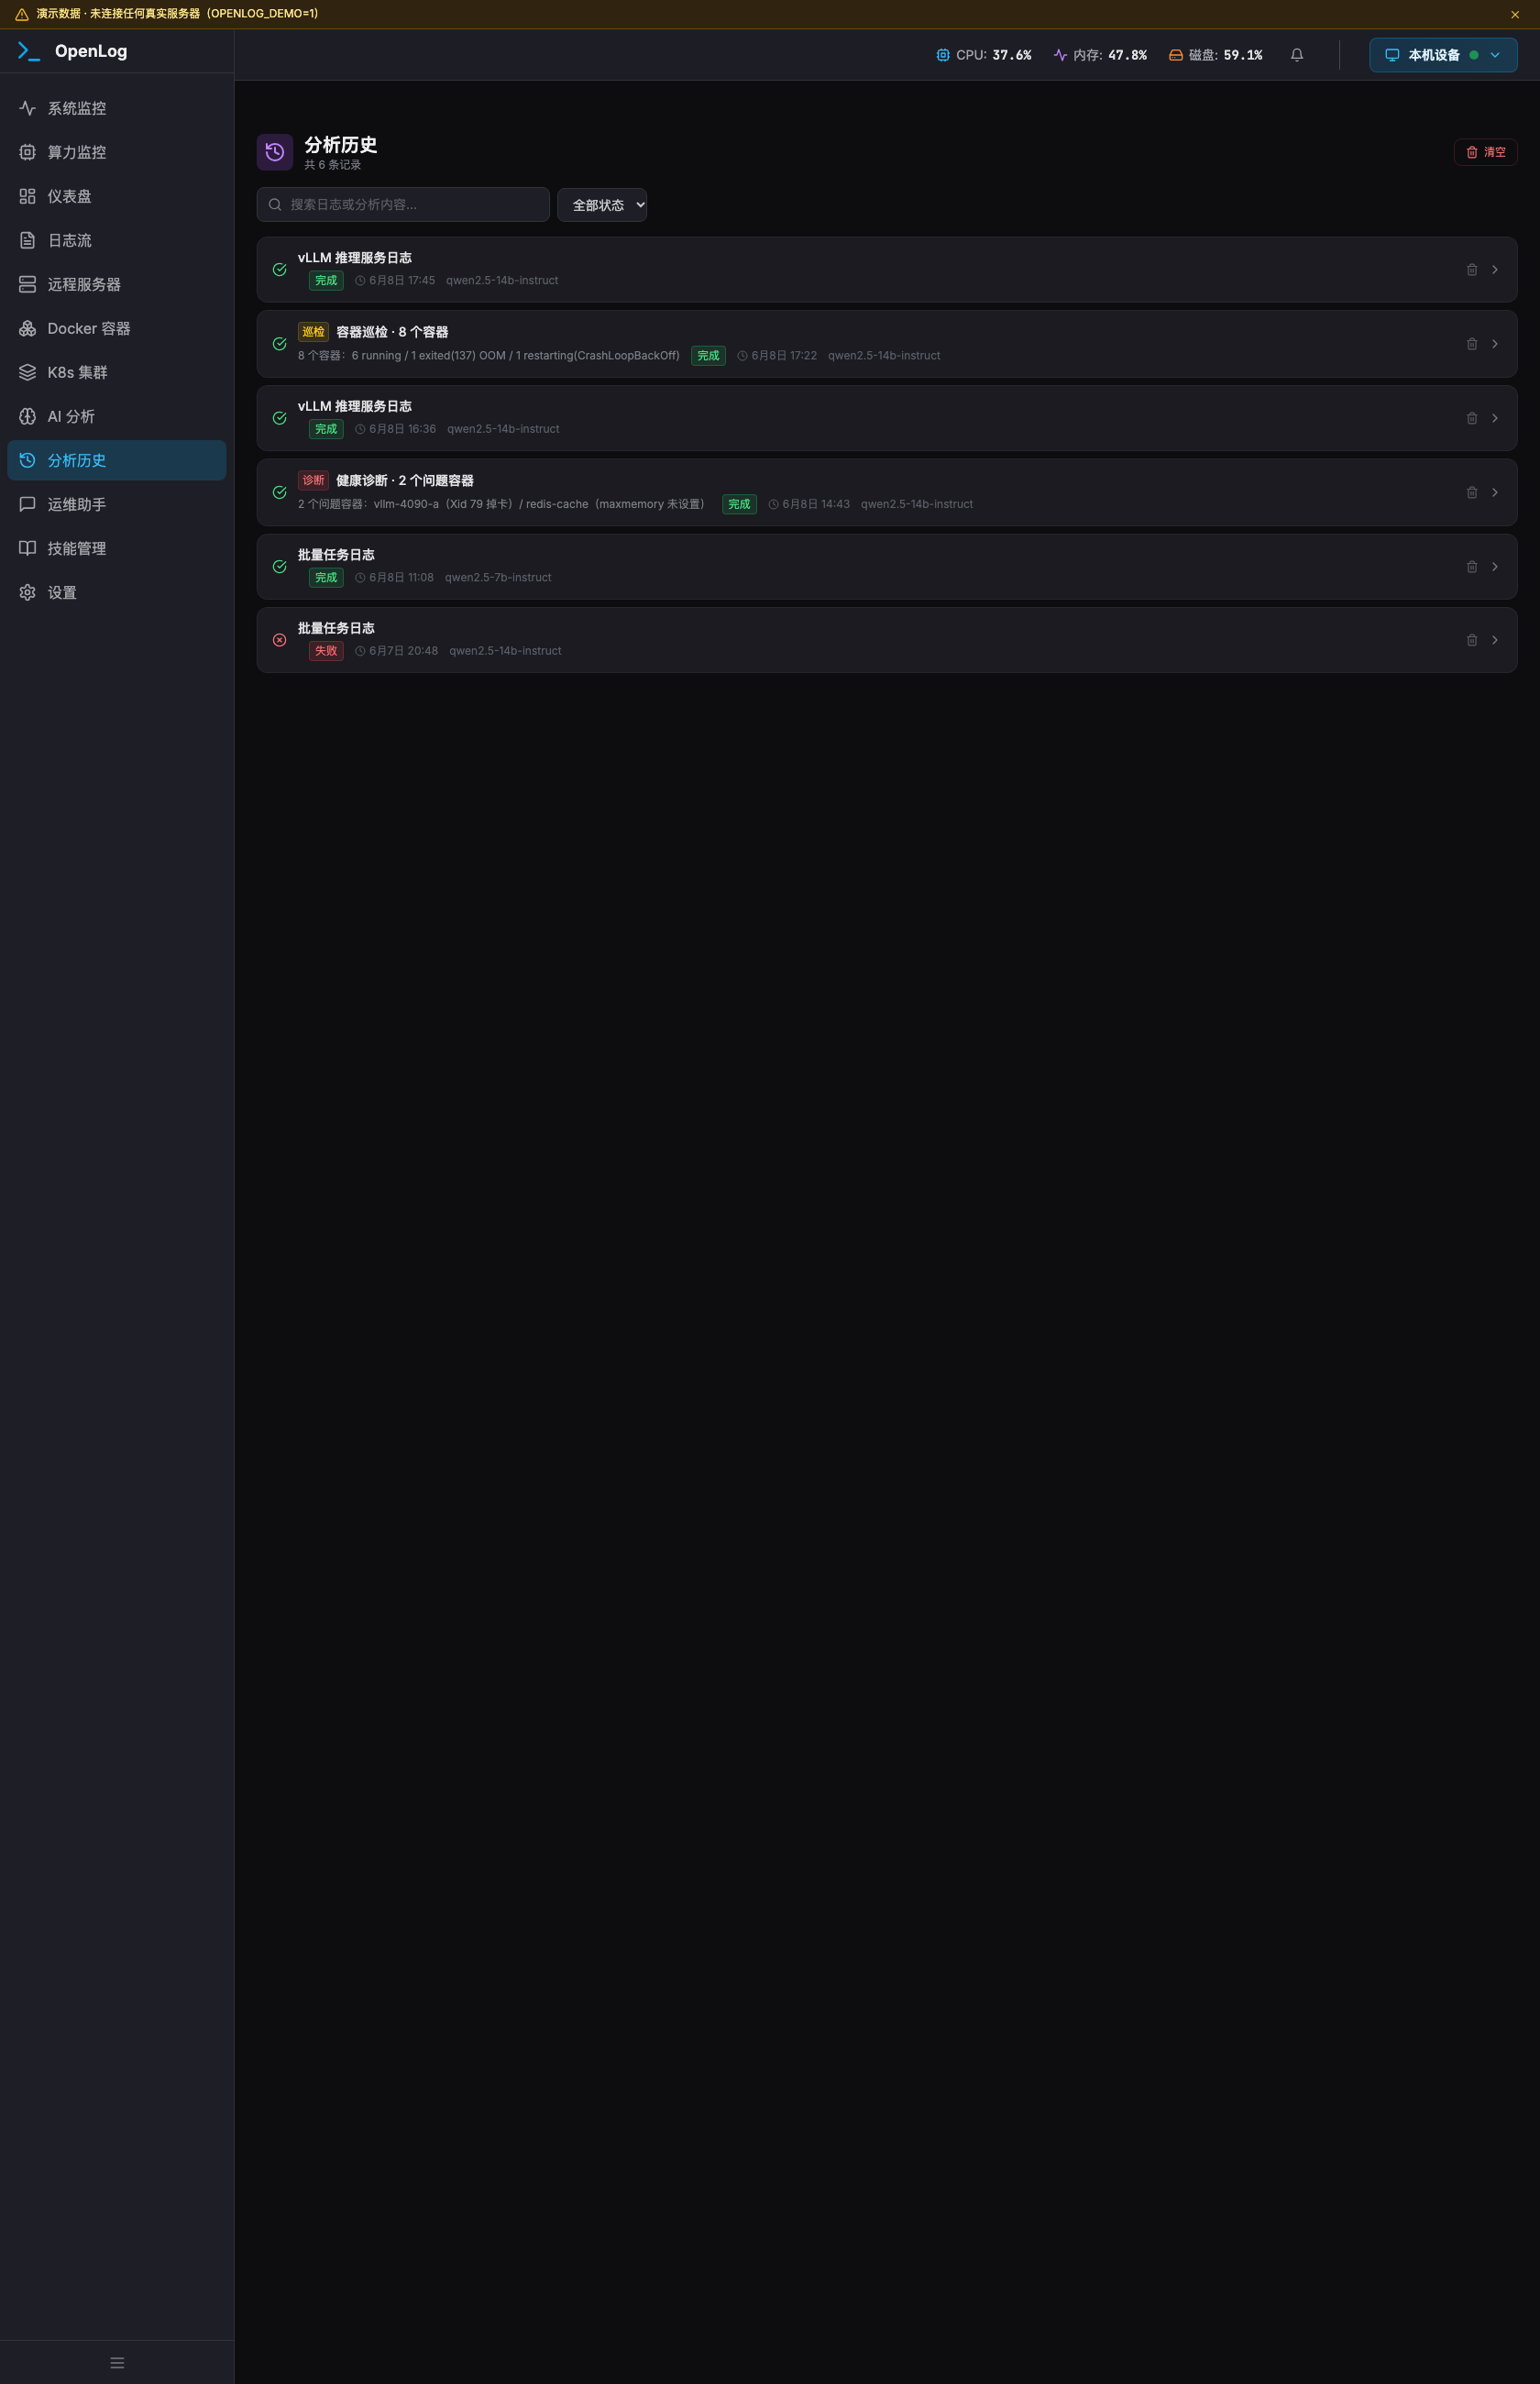 演示数据 · 未连接任何真实服务器（OPENLOG_DEMO=1）
OpenLog
CPU: 37.6% 内存: 47.8% 磁盘: 59.1% 本机设备
系统监控
算力监控
仪表盘
日志流
远程服务器
Docker 容器
K8s 集群
AI 分析
分析历史
运维助手
技能管理
设置
分析历史
共 6 条记录
清空
搜索日志或分析内容...
全部状态
vLLM 推理服务日志
完成 6月8日 17:45 qwen2.5-14b-instruct
巡检 容器巡检 · 8 个容器
8 个容器：6 running / 1 exited(137) OOM / 1 restarting(CrashLoopBackOff) 完成 6月8日 17:22 qwen2.5-14b-instruct
vLLM 推理服务日志
完成 6月8日 16:36 qwen2.5-14b-instruct
诊断 健康诊断 · 2 个问题容器
2 个问题容器：vllm-4090-a（Xid 79 掉卡）/ redis-cache（maxmemory 未设置） 完成 6月8日 14:43 qwen2.5-14b-instruct
批量任务日志
完成 6月8日 11:08 qwen2.5-7b-instruct
批量任务日志
失败 6月7日 20:48 qwen2.5-14b-instruct